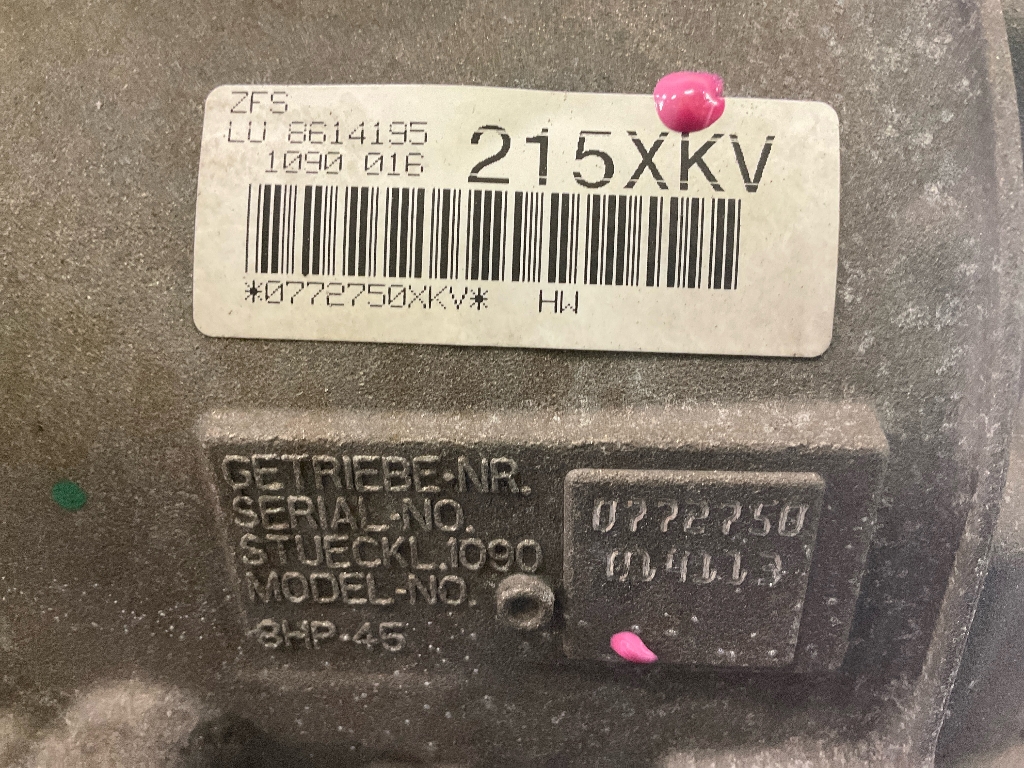 ZFS
LU 8614195
1090 016
215XKV
*0772750XKV* HW
GETRIEBE-NR.
SERIAL-NO.
STUECKL.1090
MODEL-NO.
8HP-45
0772750